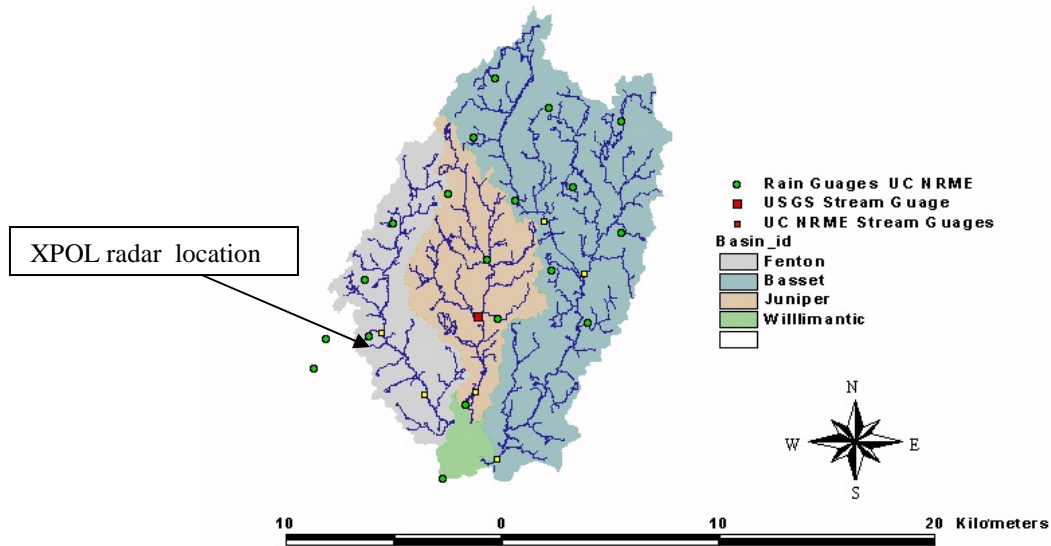 XPOL radar location
Rain Guages UC NRME
USGS Stream Guage
UC NRME Stream Guages
Basin_id
Fenton
Basset
Juniper
Willlimantic
N
W E
S
10 0 10 20 Kilometers